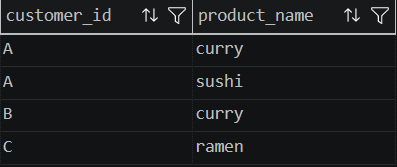 customer_id product_name
A curry
A sushi
B curry
C ramen